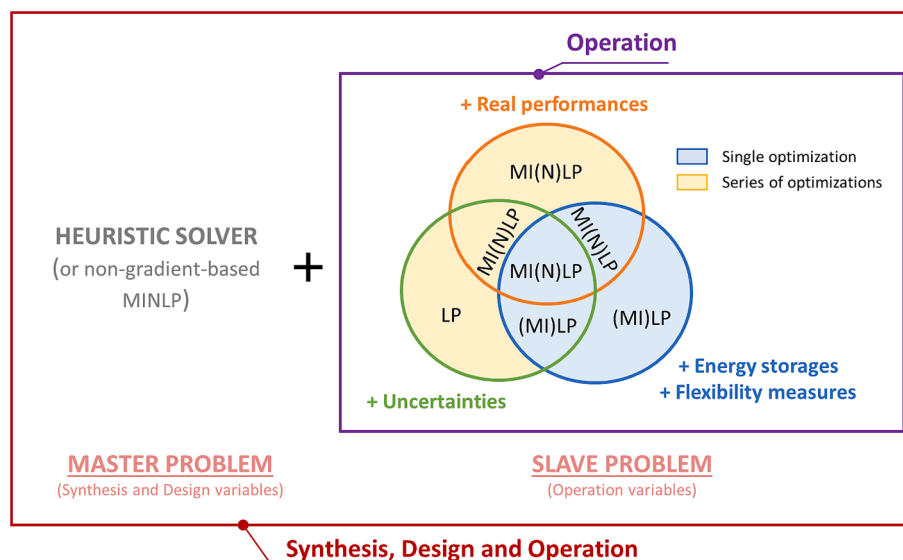 Operation
+ Real performances
Single optimization
Series of optimizations
MI(N)LP
MI(N)LP
MI(N)LP
MI(N)LP
LP
(MI)LP
(MI)LP
HEURISTIC SOLVER
(or non-gradient-based
MINLP)
+
+ Energy storages
+ Flexibility measures
+ Uncertainties
MASTER PROBLEM
(Synthesis and Design variables)
SLAVE PROBLEM
(Operation variables)
Synthesis, Design and Operation